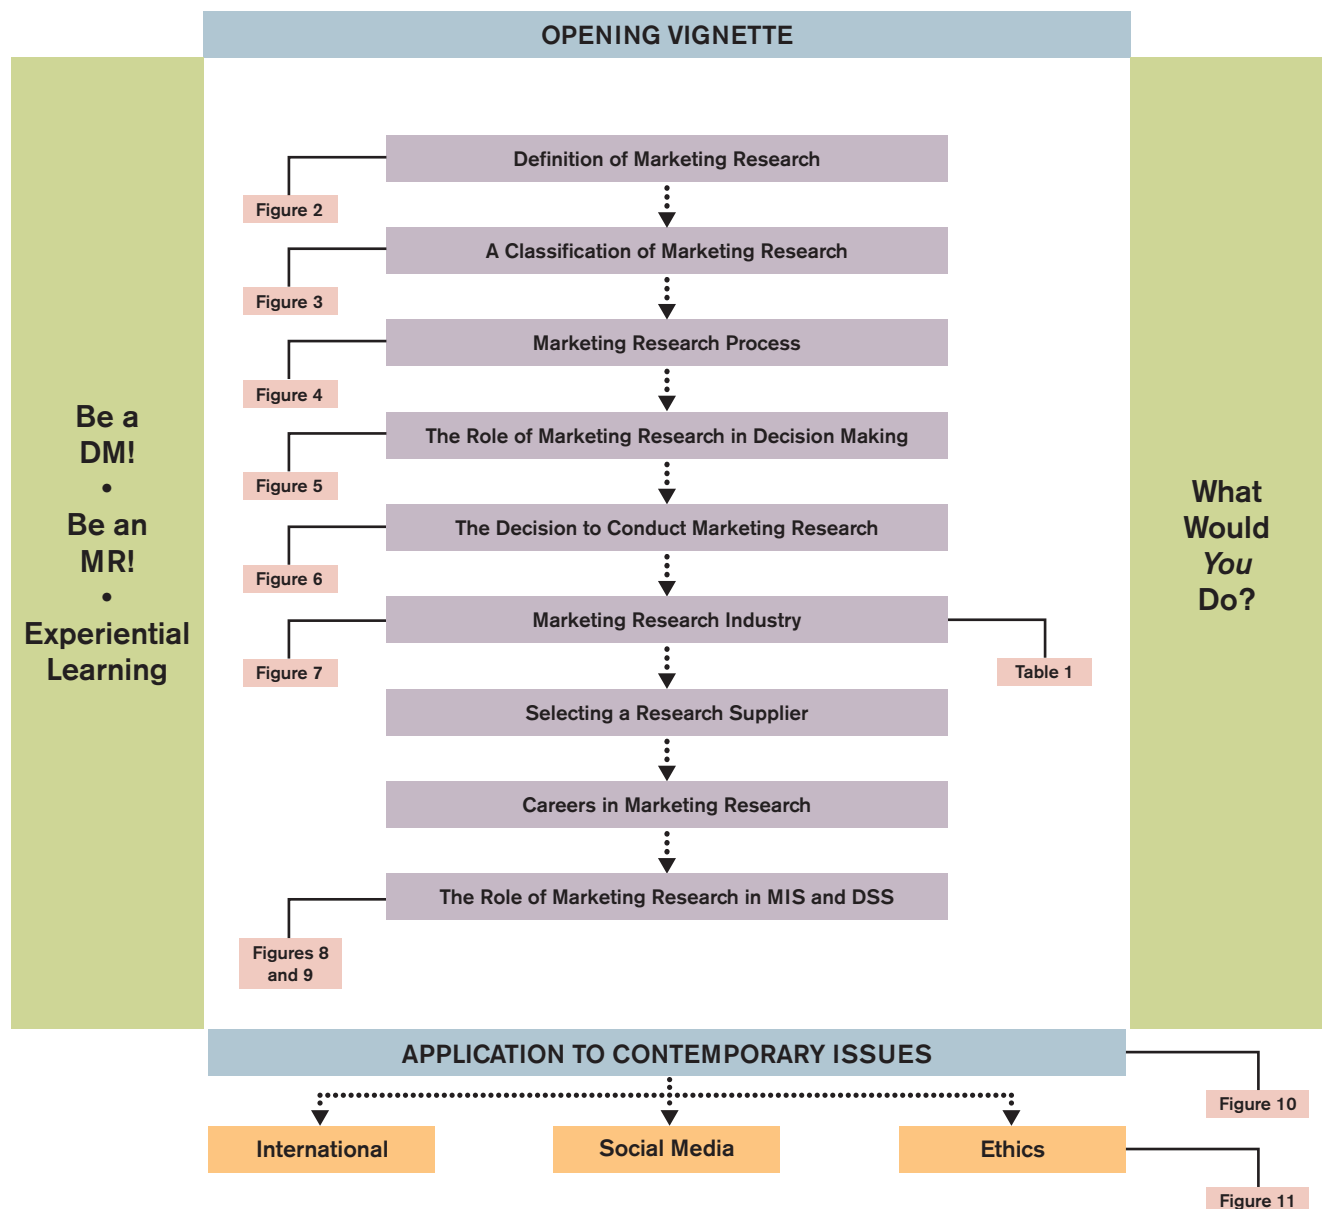 OPENING VIGNETTE
Be a
DM!
•
Be an
MR!
•
Experiential
Learning
Definition of Marketing Research
Figure 2
A Classification of Marketing Research
Figure 3
Marketing Research Process
Figure 4
The Role of Marketing Research in Decision Making
Figure 5
The Decision to Conduct Marketing Research
Figure 6
Marketing Research Industry
Figure 7
Table 1
Selecting a Research Supplier
Careers in Marketing Research
The Role of Marketing Research in MIS and DSS
Figures 8
and 9
What
Would
You
Do?
APPLICATION TO CONTEMPORARY ISSUES
Figure 10
International
Social Media
Ethics
Figure 11